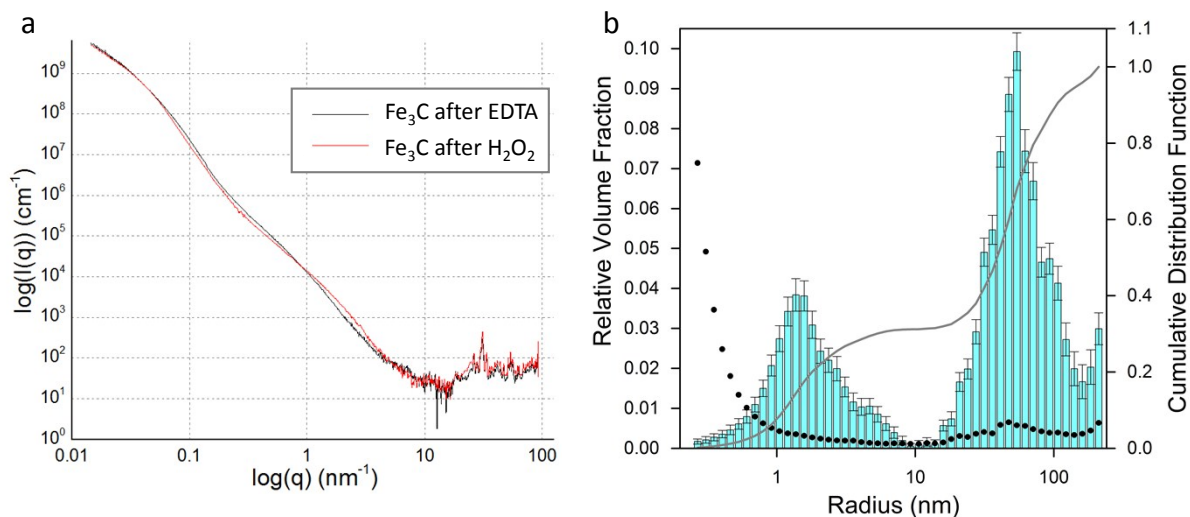 a
log(I(q)) (cm⁻¹)
10⁹
10⁸
10⁷
10⁶
10⁵
10⁴
10³
10²
10¹
10⁰
0.01 0.1 1 10 100
log(q) (nm⁻¹)
Fe₃C after EDTA
Fe₃C after H₂O₂
b
Relative Volume Fraction
0.10
0.09
0.08
0.07
0.06
0.05
0.04
0.03
0.02
0.01
0.00
1 10 100
Radius (nm)
1.1
1.0
0.8
0.6
0.4
0.2
0.0
Cumulative Distribution Function